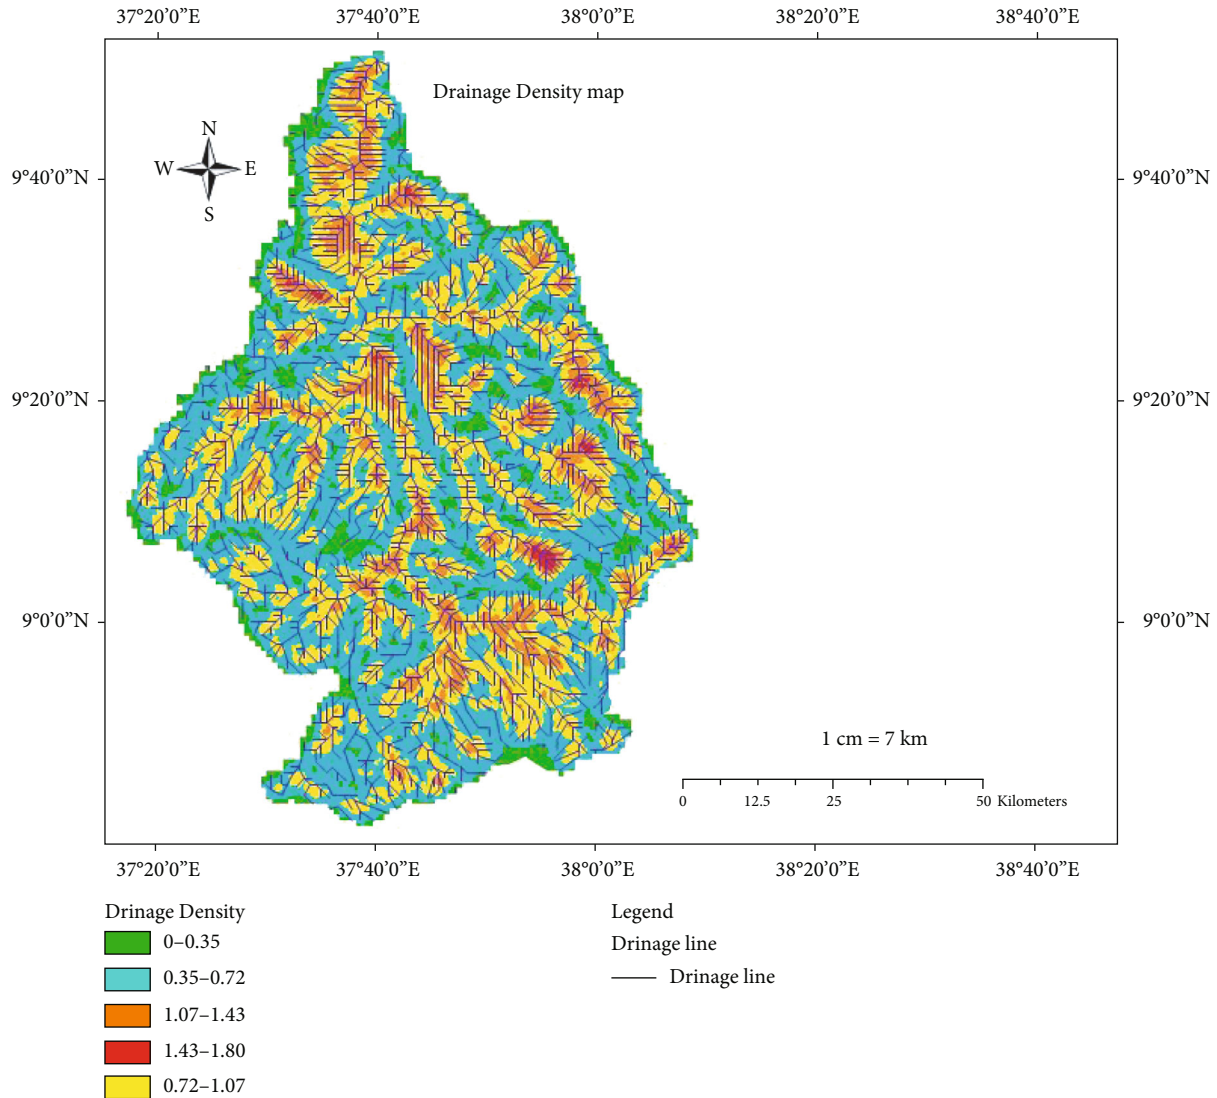 37°20’0”E 37°40’0”E 38°0’0”E 38°20’0”E 38°40’0”E
Drainage Density map
N
W E
S
9°40’0”N 9°40’0”N
9°20’0”N 9°20’0”N
9°0’0”N 9°0’0”N
1 cm = 7 km
0 12.5 25 50 Kilometers
37°20’0”E 37°40’0”E 38°0’0”E 38°20’0”E 38°40’0”E
Drinage Density
0–0.35
0.35–0.72
1.07–1.43
1.43–1.80
0.72–1.07
Legend
Drinage line
Drinage line